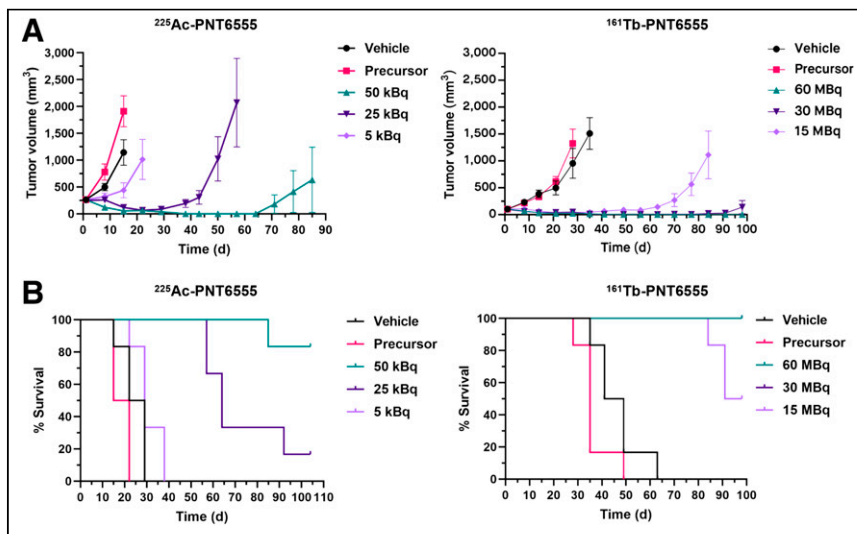 A
²²⁵Ac-PNT6555
Tumor volume (mm³)
3,000
2,500
2,000
1,500
1,000
500
0
0 10 20 30 40 50 60 70 80 90
Time (d)
Vehicle
Precursor
50 kBq
25 kBq
5 kBq
¹⁶¹Tb-PNT6555
Tumor volume (mm³)
3,000
2,500
2,000
1,500
1,000
500
0
0 10 20 30 40 50 60 70 80 90 100
Time (d)
Vehicle
Precursor
60 MBq
30 MBq
15 MBq
B
²²⁵Ac-PNT6555
% Survival
100
80
60
40
20
0
0 10 20 30 40 50 60 70 80 90 100 110
Time (d)
Vehicle
Precursor
50 kBq
25 kBq
5 kBq
¹⁶¹Tb-PNT6555
% Survival
100
80
60
40
20
0
0 10 20 30 40 50 60 70 80 90 100
Time (d)
Vehicle
Precursor
60 MBq
30 MBq
15 MBq